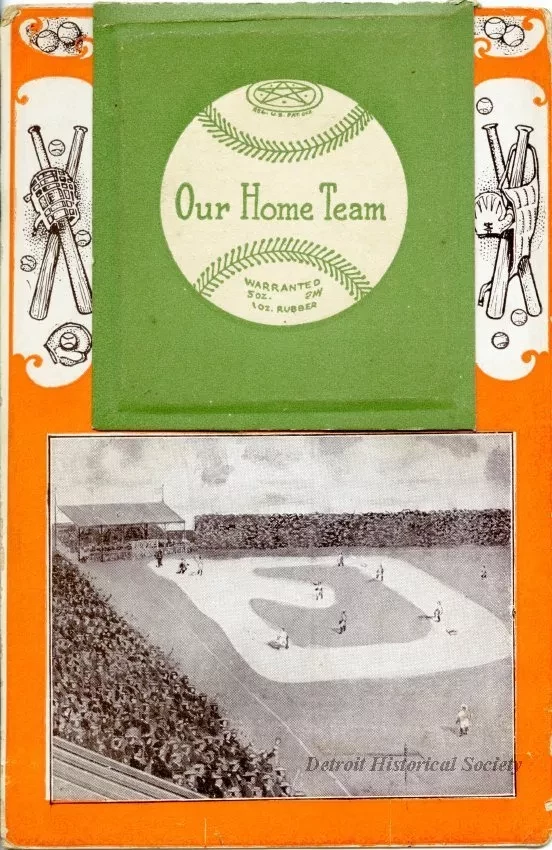 REG. U.S. PAT. OFF.
Our Home Team
WARRANTED
5 OZ.
1 OZ. RUBBER
Detroit Historical Society